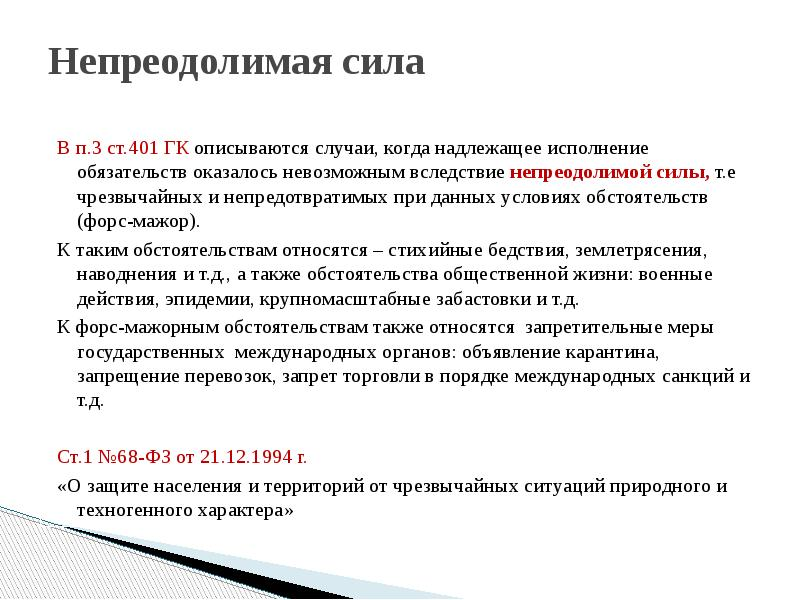 Непреодолимая сила
В п.3 ст.401 ГК описываются случаи, когда надлежащее исполнение
обязательств оказалось невозможным вследствие непреодолимой силы, т.е
чрезвычайных и непредотвратимых при данных условиях обстоятельств
(форс-мажор).
К таким обстоятельствам относятся – стихийные бедствия, землетрясения,
наводнения и т.д., а также обстоятельства общественной жизни: военные
действия, эпидемии, крупномасштабные забастовки и т.д.
К форс-мажорным обстоятельствам также относятся запретительные меры
государственных международных органов: объявление карантина,
запрещение перевозок, запрет торговли в порядке международных санкций и
т.д.
Ст.1 №68-ФЗ от 21.12.1994 г.
«О защите населения и территорий от чрезвычайных ситуаций природного и
техногенного характера»